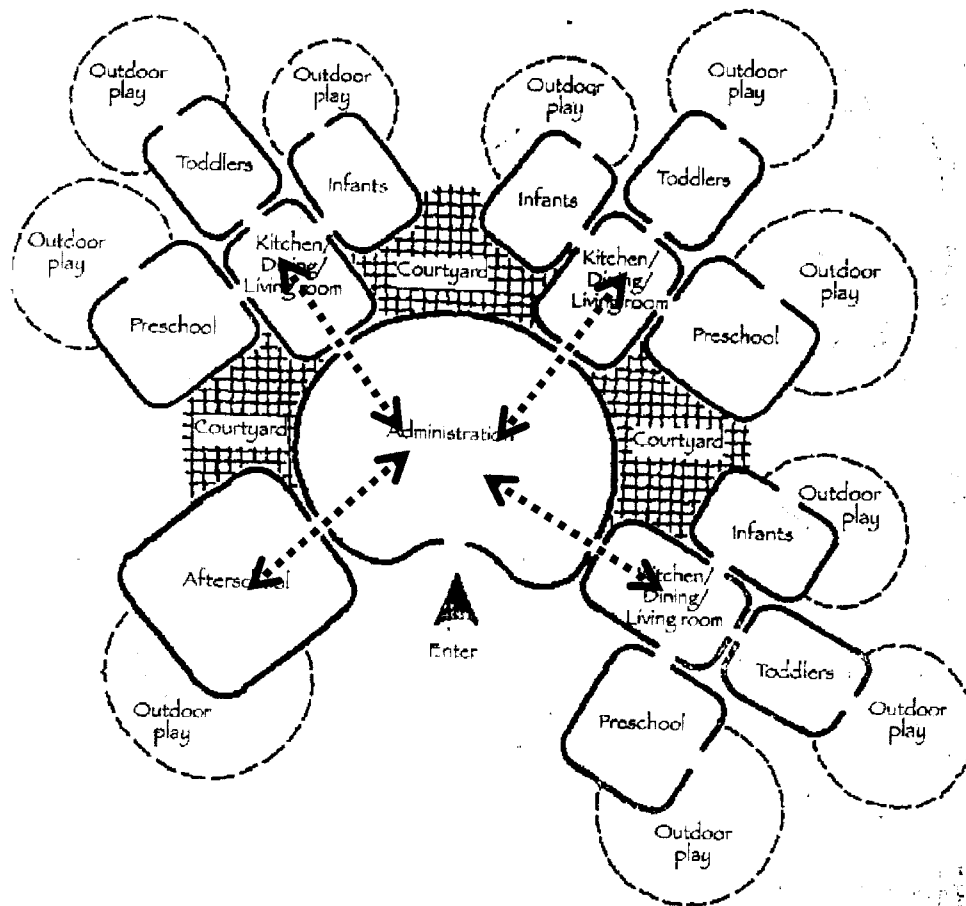 Outdoor
play
Outdoor
play
Outdoor
play
Outdoor
play
Toddlers
Infants
Infants
Toddlers
Outdoor
play
Kitchen/
Dining/
Living room
Courtyard
Kitchen/
Dining/
Living room
Outdoor
play
Preschool
Preschool
Courtyard
Administration
Courtyard
Outdoor
play
Infants
Afterschool
Kitchen/
Dining/
Living room
Enter
Toddlers
Outdoor
play
Preschool
Outdoor
play
Outdoor
play